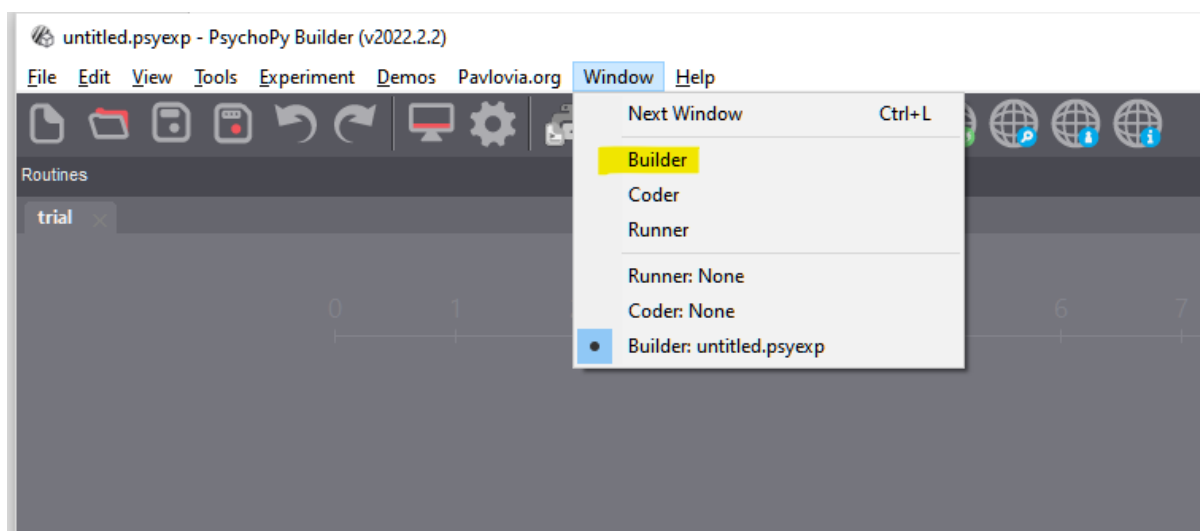 untitled.psyexp - PsychoPy Builder (v2022.2.2)
File Edit View Tools Experiment Demos Pavlovia.org Window Help
Next Window Ctrl+L
Routines
Builder
trial
Coder
Runner
Runner: None
0 1 6 7
Coder: None
Builder: untitled.psyexp